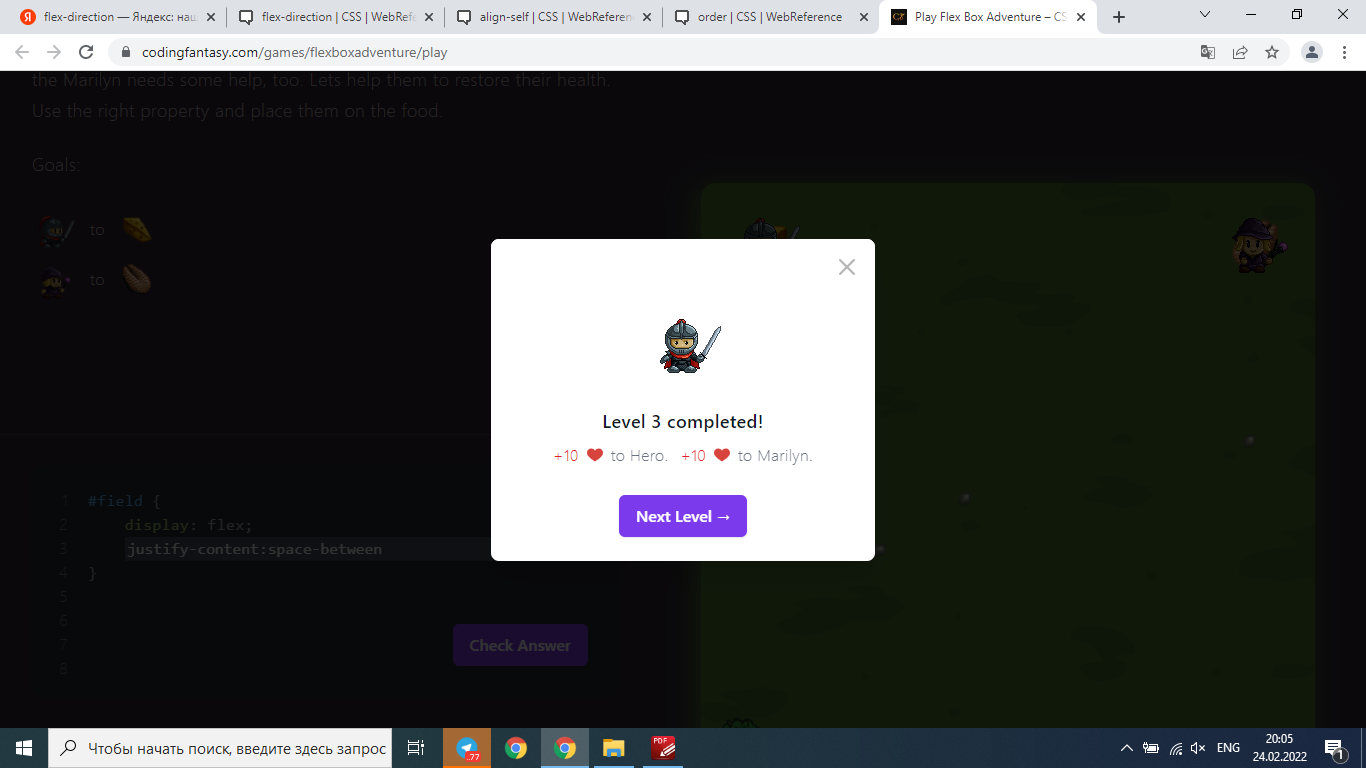 flex-direction — Яндекс: наш
flex-direction | CSS | WebRefe
align-self | CSS | WebReferen
order | CSS | WebReference
Play Flex Box Adventure – CS
codingfantasy.com/games/flexboxadventure/play
the Marilyn needs some help, too. Lets help them to restore their health.
Use the right property and place them on the food.
Goals:
to
to
Level 3 completed!
+10 to Hero. +10 to Marilyn.
Next Level →
1 #field {
2 display: flex;
3 justify-content:space-between
4 }
5
6
7
8
Check Answer
Чтобы начать поиск, введите здесь запрос
.77
PDF
ENG
20:05
24.02.2022
1